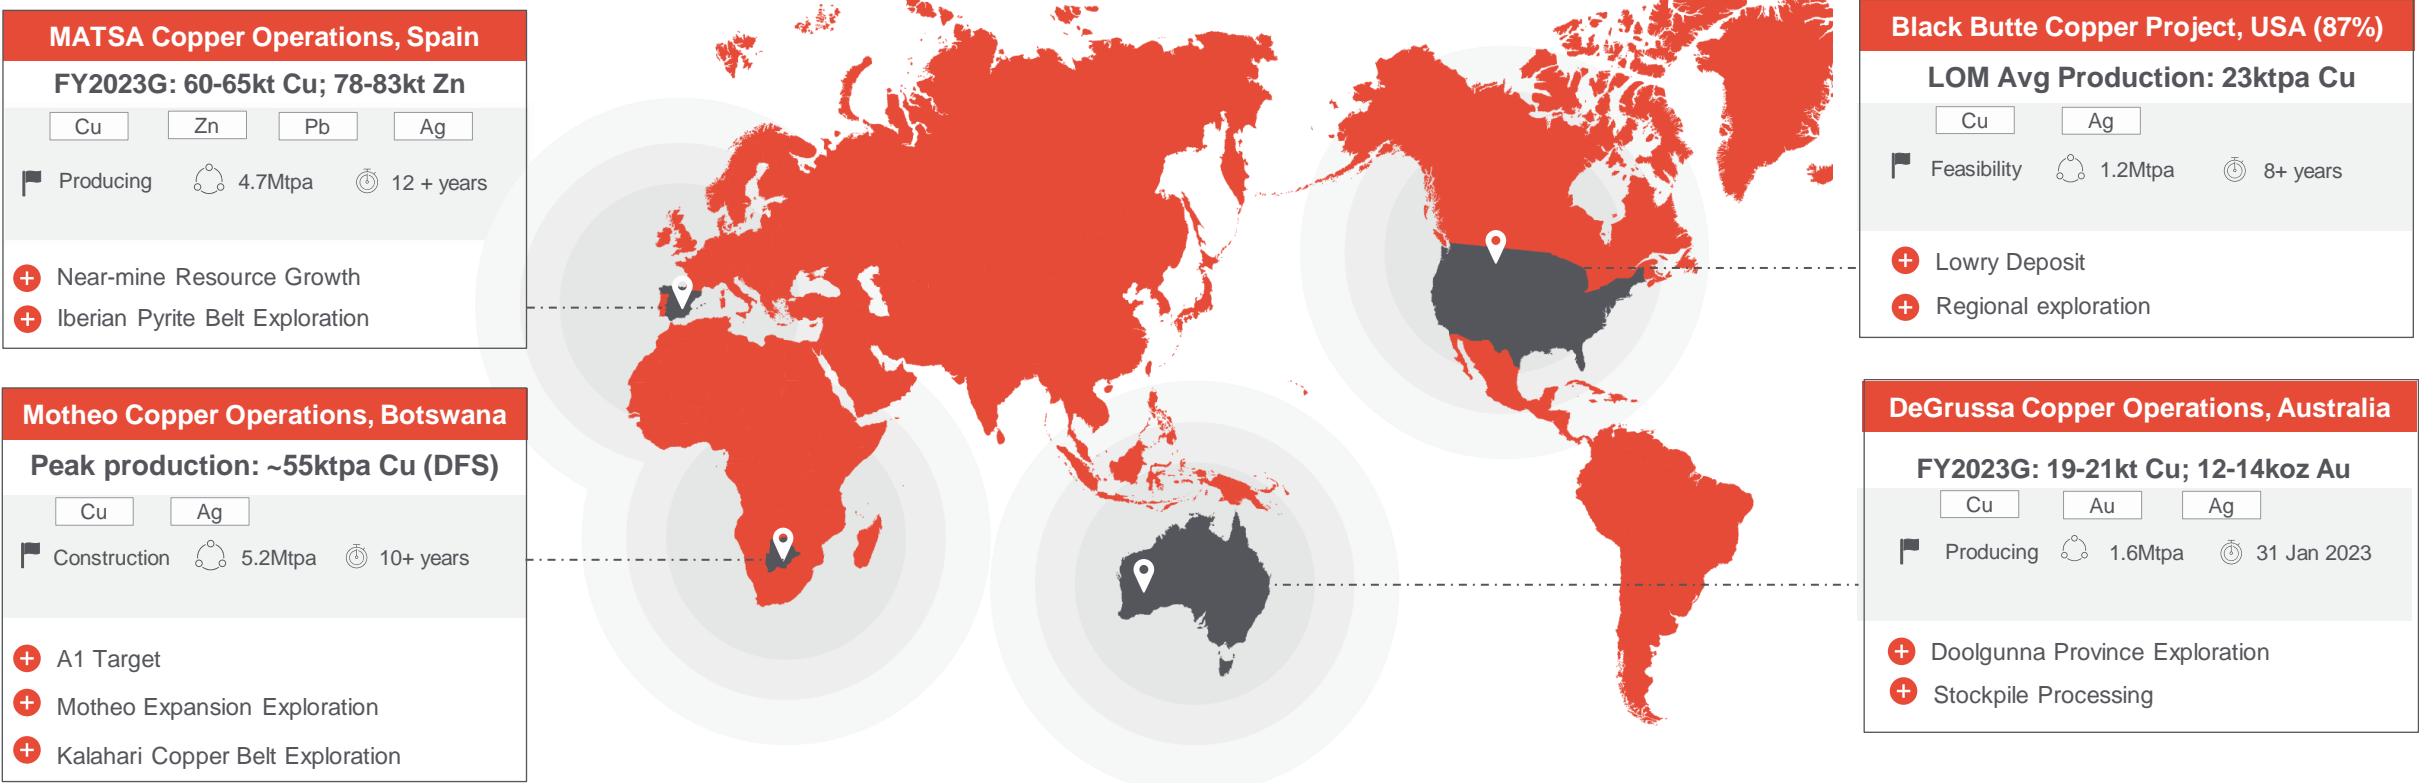 MATSA Copper Operations, Spain
FY2023G: 60-65kt Cu; 78-83kt Zn
Cu Zn Pb Ag
Producing 4.7Mtpa 12 + years
Near-mine Resource Growth
Iberian Pyrite Belt Exploration
Motheo Copper Operations, Botswana
Peak production: ~55ktpa Cu (DFS)
Cu Ag
Construction 5.2Mtpa 10+ years
A1 Target
Motheo Expansion Exploration
Kalahari Copper Belt Exploration
Black Butte Copper Project, USA (87%)
LOM Avg Production: 23ktpa Cu
Cu Ag
Feasibility 1.2Mtpa 8+ years
Lowry Deposit
Regional exploration
DeGrussa Copper Operations, Australia
FY2023G: 19-21kt Cu; 12-14koz Au
Cu Au Ag
Producing 1.6Mtpa 31 Jan 2023
Doolgunna Province Exploration
Stockpile Processing